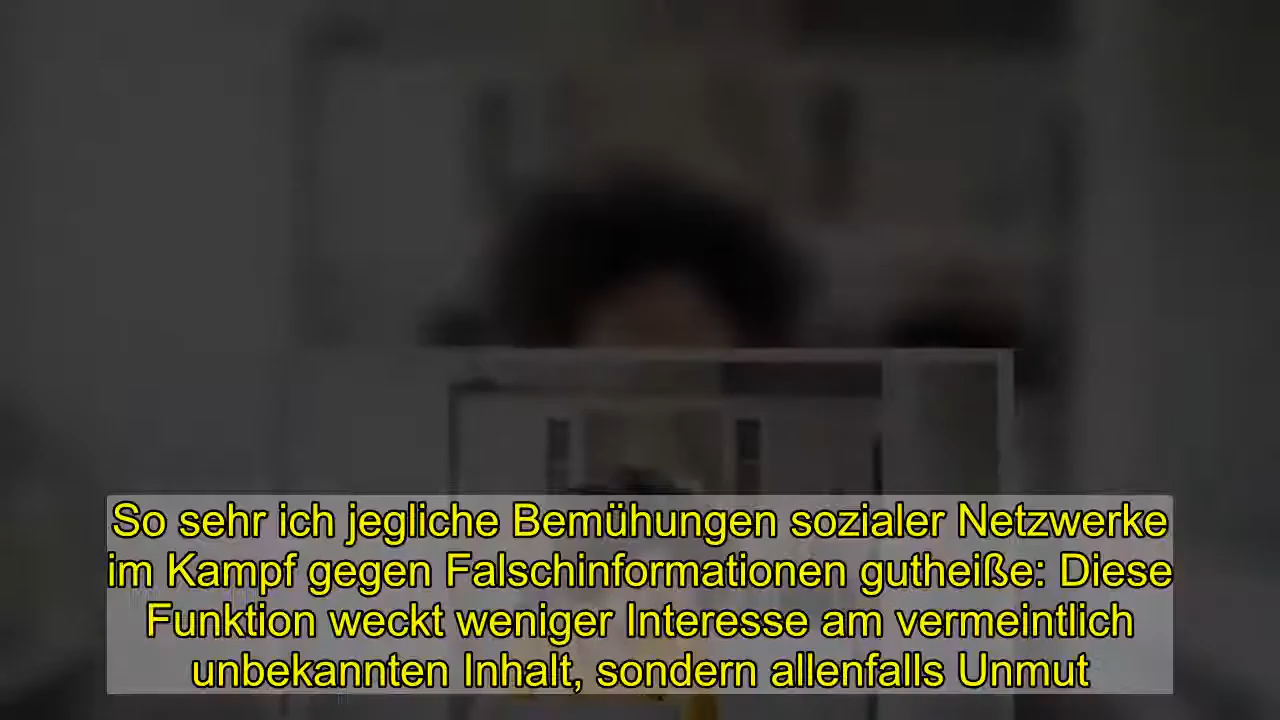 So sehr ich jegliche Bemühungen sozialer Netzwerke
im Kampf gegen Falschinformationen gutheiße: Diese
Funktion weckt weniger Interesse am vermeintlich
unbekannten Inhalt, sondern allenfalls Unmut